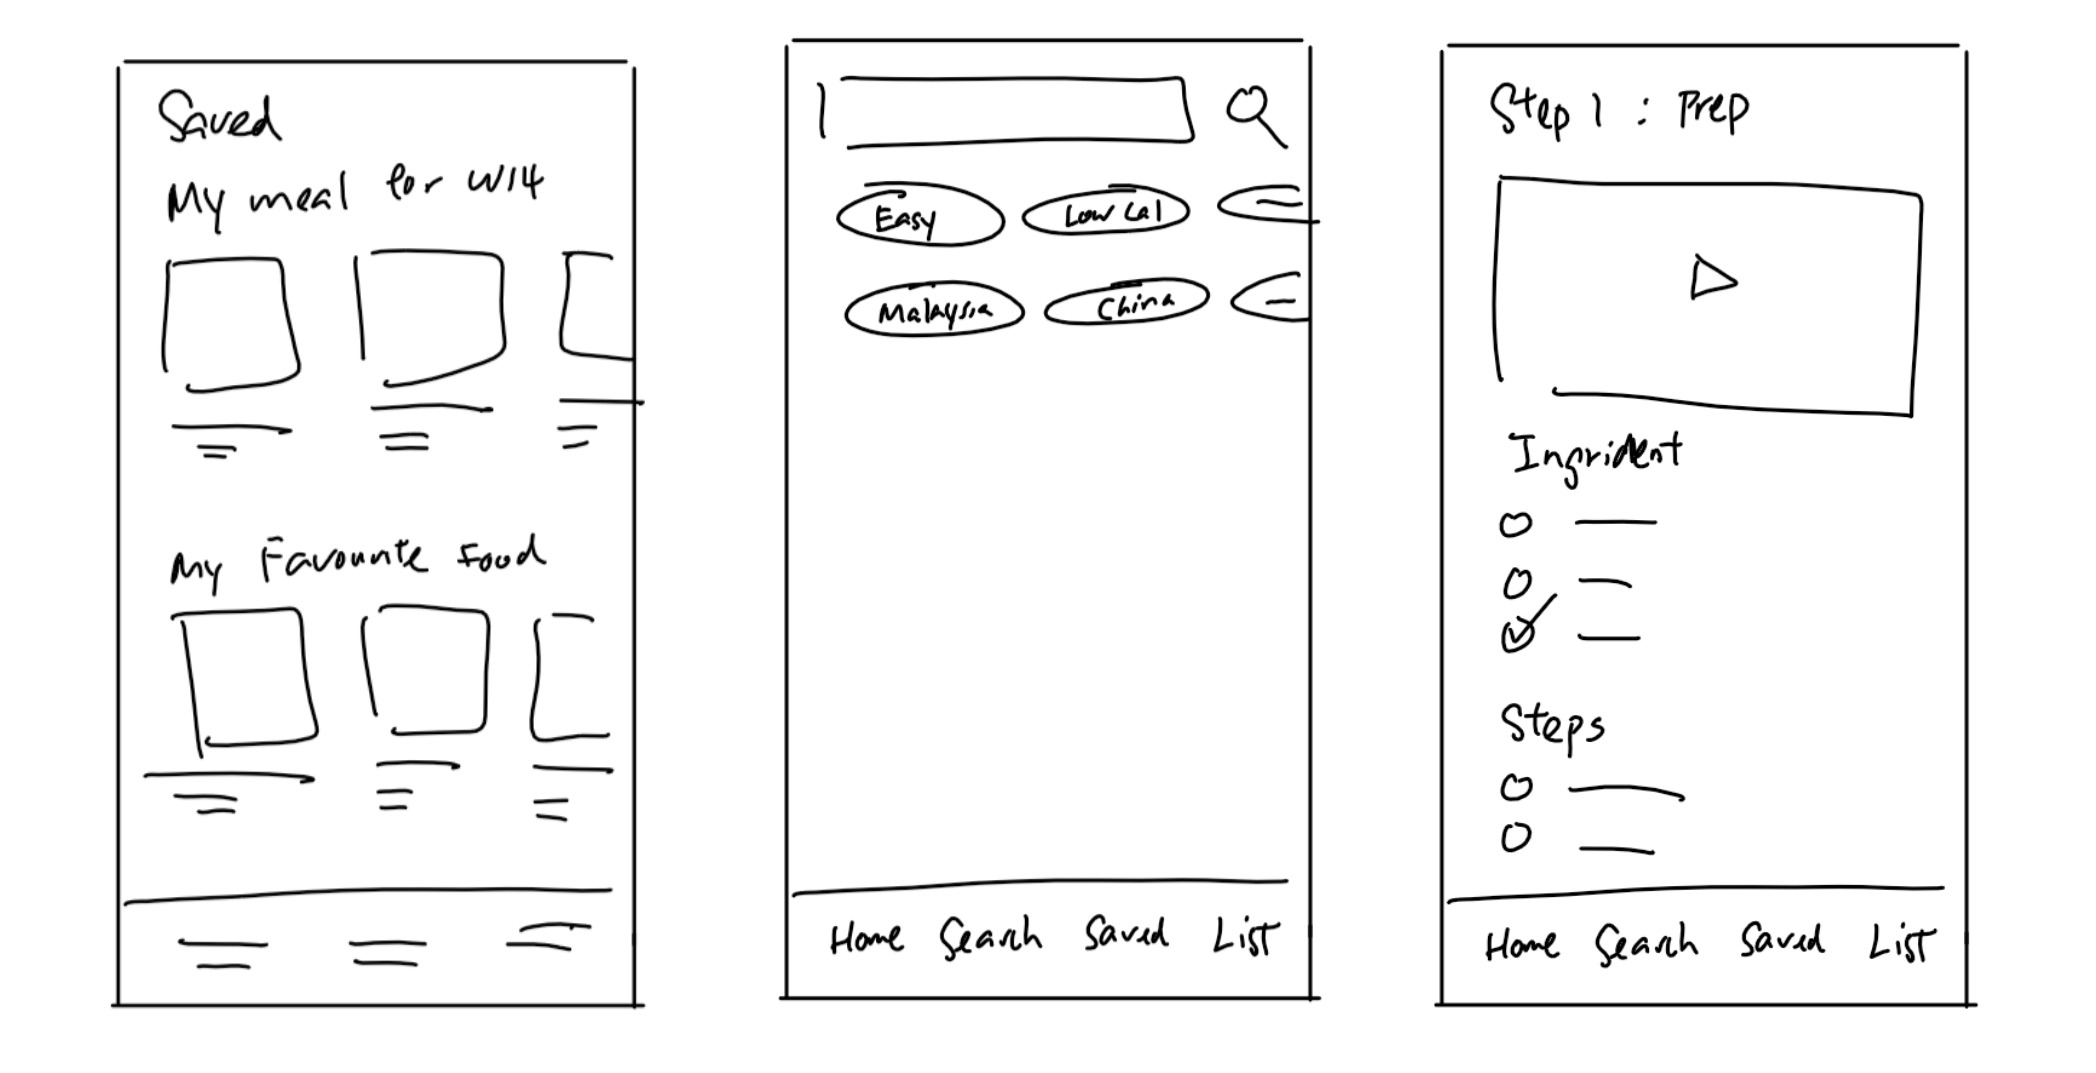 Saved
My meal for W14
My Favourite Food
Easy Low Cal
Malaysia China
Home Search Saved List
Step 1 : Prep
Ingrident
Steps
Home Search Saved List